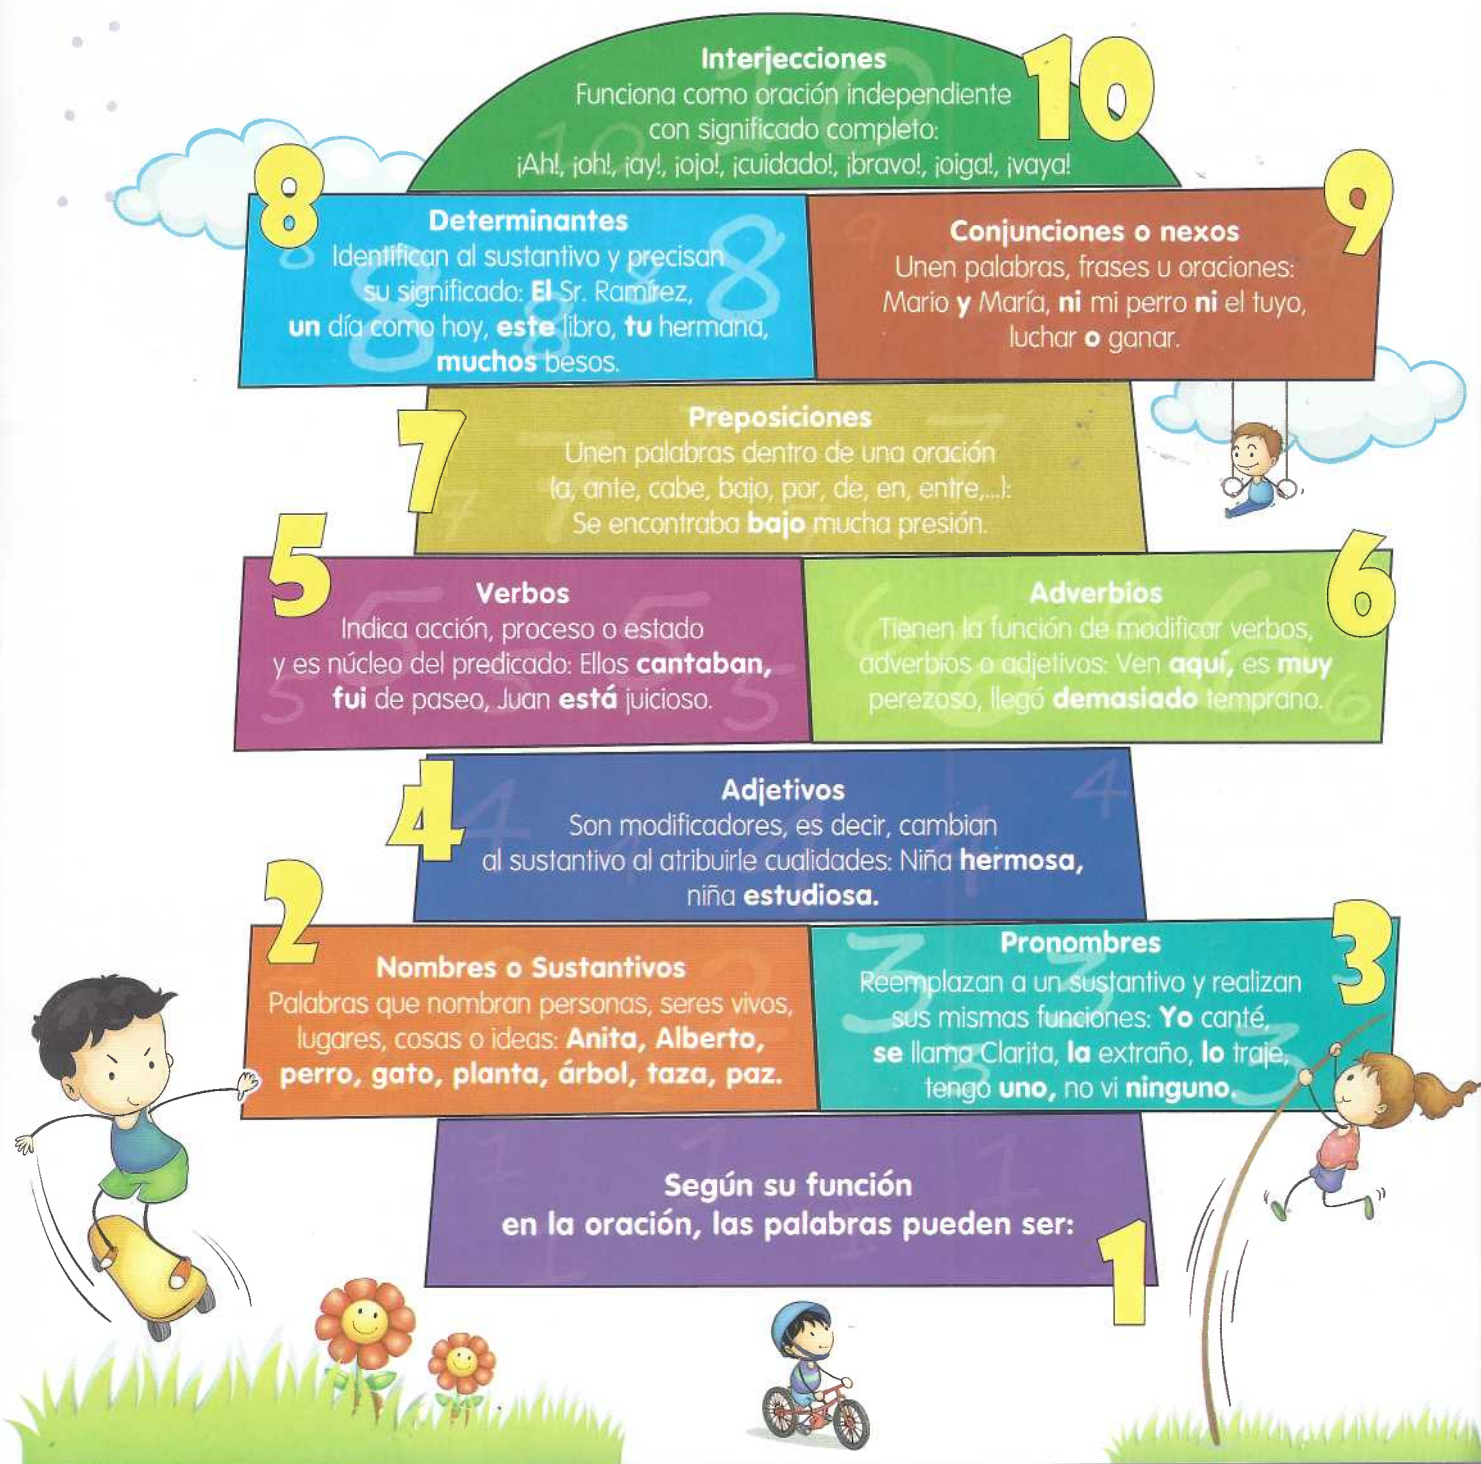 10
Interjecciones
Funciona como oración independiente
con significado completo:
¡Ah!, ¡oh!, ¡ay!, ¡ojo!, ¡cuidado!, ¡bravo!, ¡oiga!, ¡vaya!
8
Determinantes
Identifican al sustantivo y precisan
su significado: El Sr. Ramírez,
un día como hoy, este libro, tu hermana,
muchos besos.
9
Conjunciones o nexos
Unen palabras, frases u oraciones:
Mario y María, ni mi perro ni el tuyo,
luchar o ganar.
7
Preposiciones
Unen palabras dentro de una oración
(a, ante, cabe, bajo, por, de, en, entre,...):
Se encontraba bajo mucha presión.
5
Verbos
Indica acción, proceso o estado
y es núcleo del predicado: Ellos cantaban,
fui de paseo, Juan está juicioso.
6
Adverbios
Tienen la función de modificar verbos,
adverbios o adjetivos: Ven aquí, es muy
perezoso, llegó demasiado temprano.
4
Adjetivos
Son modificadores, es decir, cambian
al sustantivo al atribuirle cualidades: Niña hermosa,
niña estudiosa.
2
Nombres o Sustantivos
Palabras que nombran personas, seres vivos,
lugares, cosas o ideas: Anita, Alberto,
perro, gato, planta, árbol, taza, paz.
3
Pronombres
Reemplazan a un sustantivo y realizan
sus mismas funciones: Yo canté,
se llama Clarita, la extraño, lo traje,
tengo uno, no vi ninguno.
Según su función
en la oración, las palabras pueden ser:
1